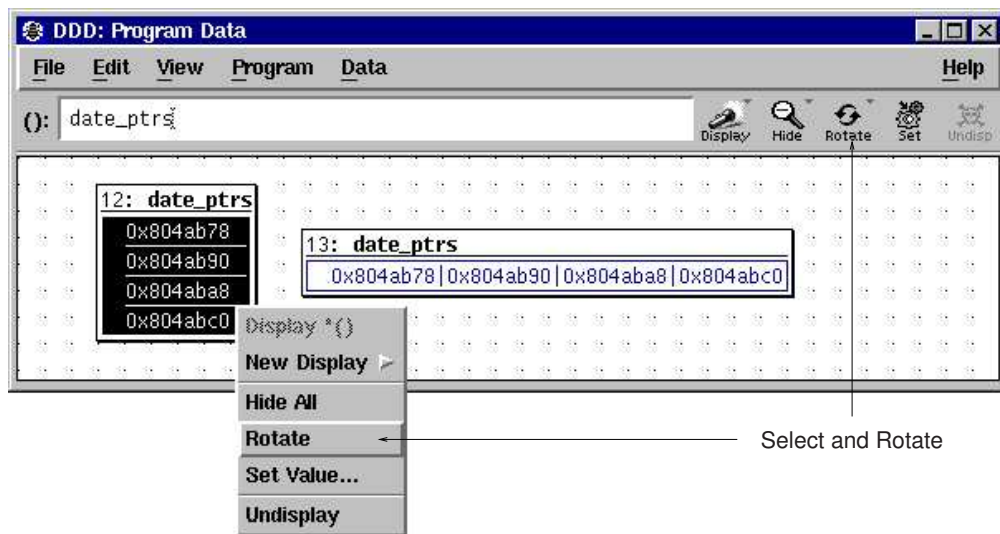 DDD: Program Data
File Edit View Program Data Help
(): date_ptrs
Display Hide Rotate Set Undisp
12: date_ptrs
0x804ab78
0x804ab90
0x804aba8
0x804abc0
13: date_ptrs
0x804ab78|0x804ab90|0x804aba8|0x804abc0
Display *()
New Display
Hide All
Rotate
Set Value...
Undisplay
Select and Rotate